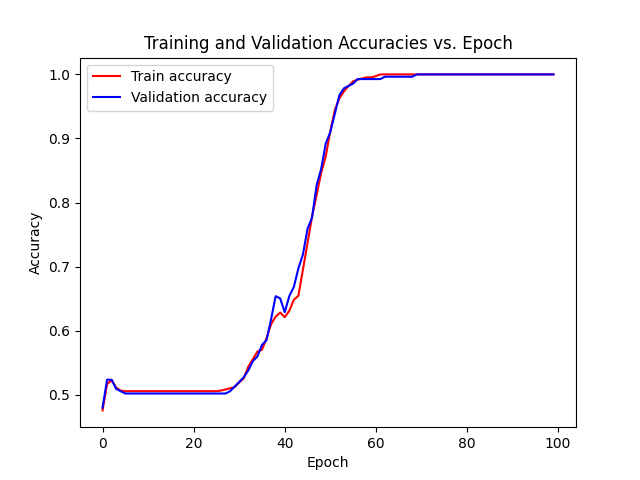 Training and Validation Accuracies vs. Epoch
Train accuracy
Validation accuracy
Accuracy
1.0
0.9
0.8
0.7
0.6
0.5
0
20
40
60
80
100
Epoch